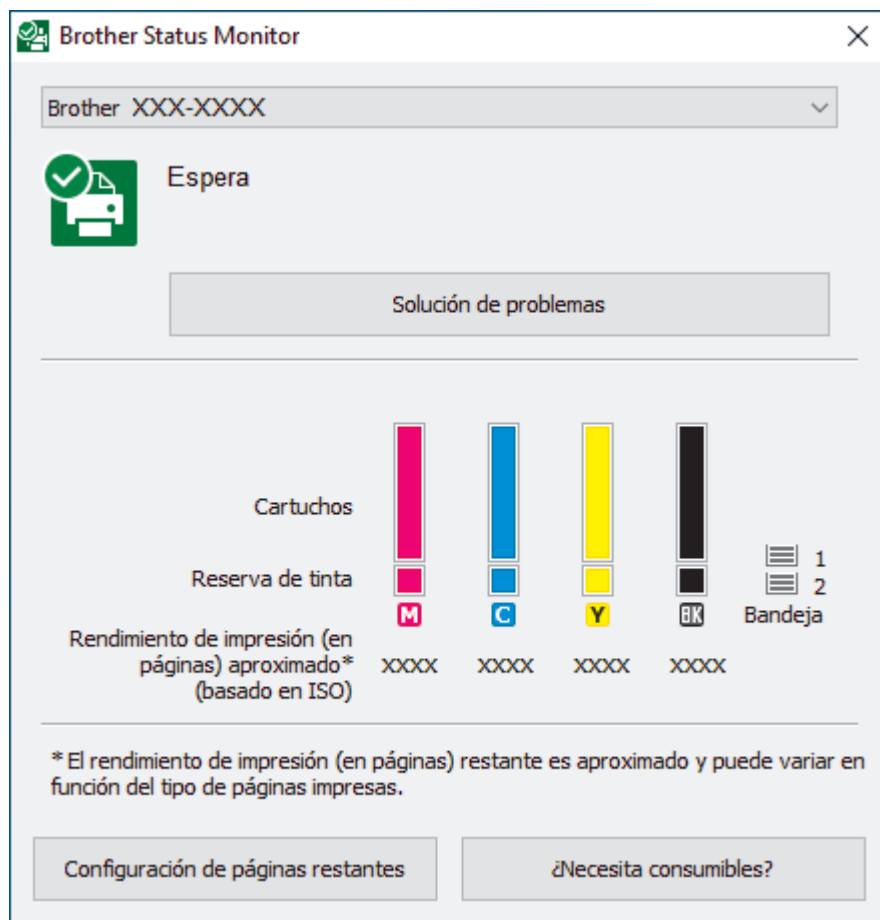 Brother Status Monitor
Brother XXX-XXXX
Espera
Solución de problemas
Cartuchos
Reserva de tinta
1
2
M C Y BK Bandeja
Rendimiento de impresión (en
páginas) aproximado*
(basado en ISO)
XXXX XXXX XXXX XXXX
* El rendimiento de impresión (en páginas) restante es aproximado y puede variar en
función del tipo de páginas impresas.
Configuración de páginas restantes
¿Necesita consumibles?